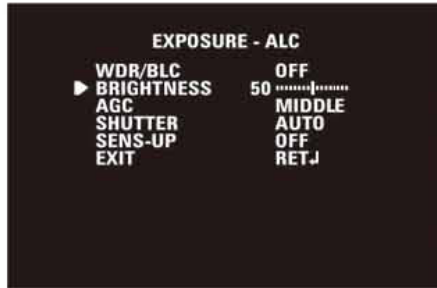 EXPOSURE - ALC
WDR/BLC OFF
BRIGHTNESS 50
AGC MIDDLE
SHUTTER AUTO
SENS-UP OFF
EXIT RET↲